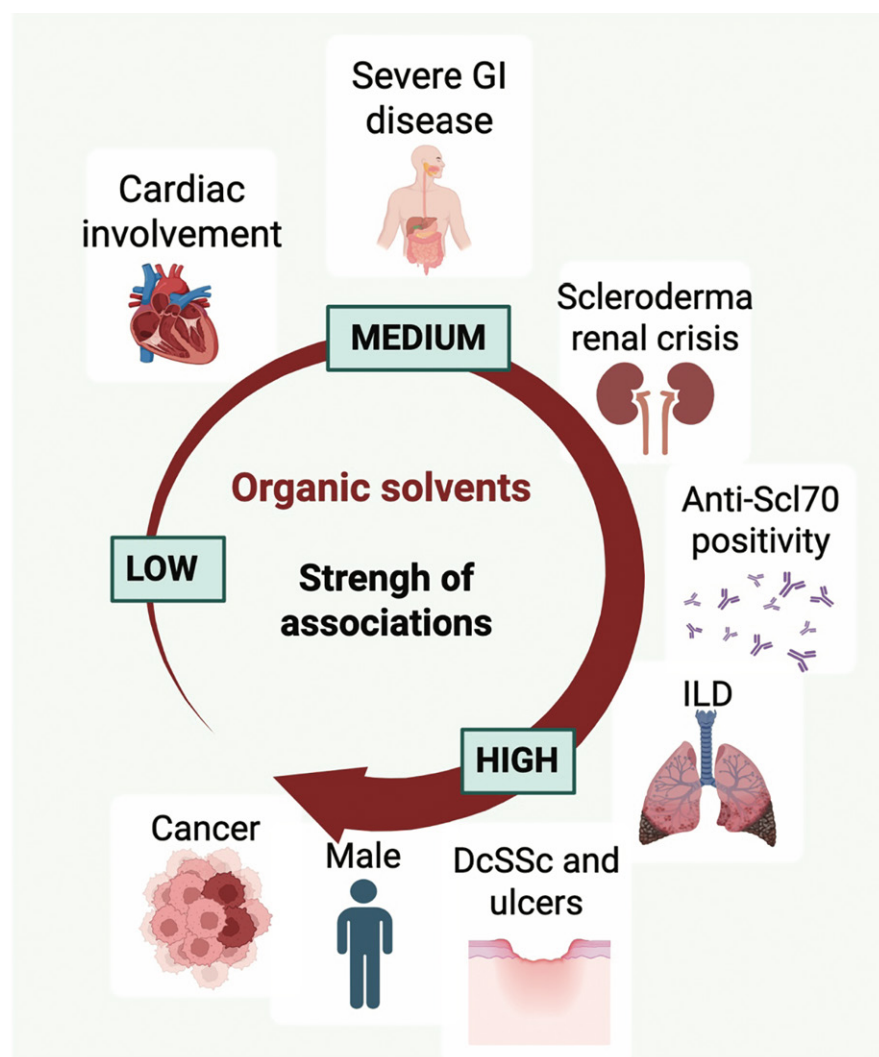 Severe GI
disease
Cardiac
involvement
Scleroderma
renal crisis
MEDIUM
Organic solvents
Anti-Scl70
positivity
LOW
Strengh of
associations
ILD
HIGH
Cancer
Male
DcSSc and
ulcers